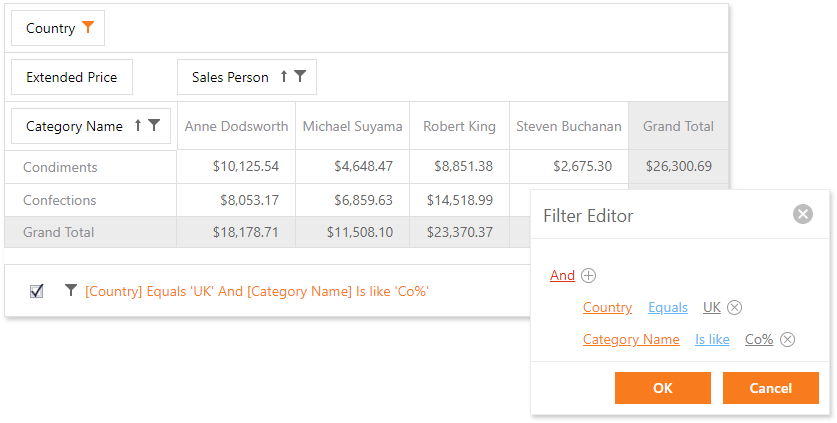 Country
Extended Price Sales Person
Category Name Anne Dodsworth Michael Suyama Robert King Steven Buchanan Grand Total
Condiments $10,125.54 $4,648.47 $8,851.38 $2,675.30 $26,300.69
Confections $8,053.17 $6,859.63 $14,518.99
Grand Total $18,178.71 $11,508.10 $23,370.37
[Country] Equals 'UK' And [Category Name] Is like 'Co%'
Filter Editor
And
Country Equals UK
Category Name Is like Co%
OK Cancel